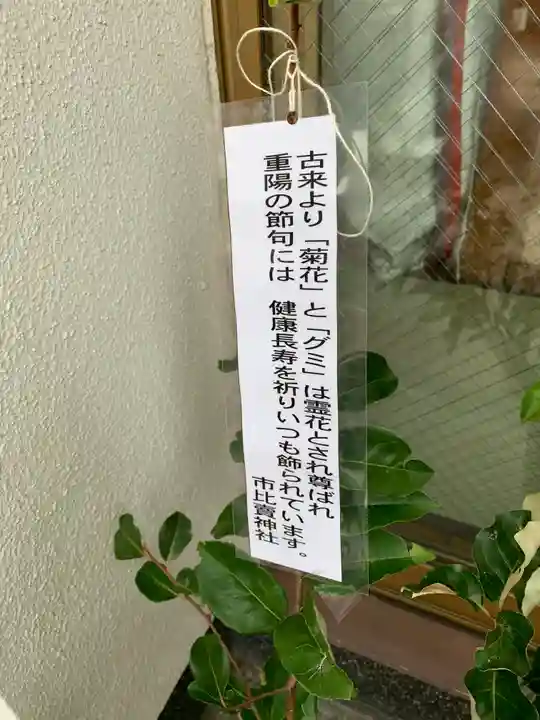 古来より「菊花」と「グミ」は霊花とされ尊ばれ
重陽の節句には　健康長寿を祈りいつも飾られています。
市比賣神社